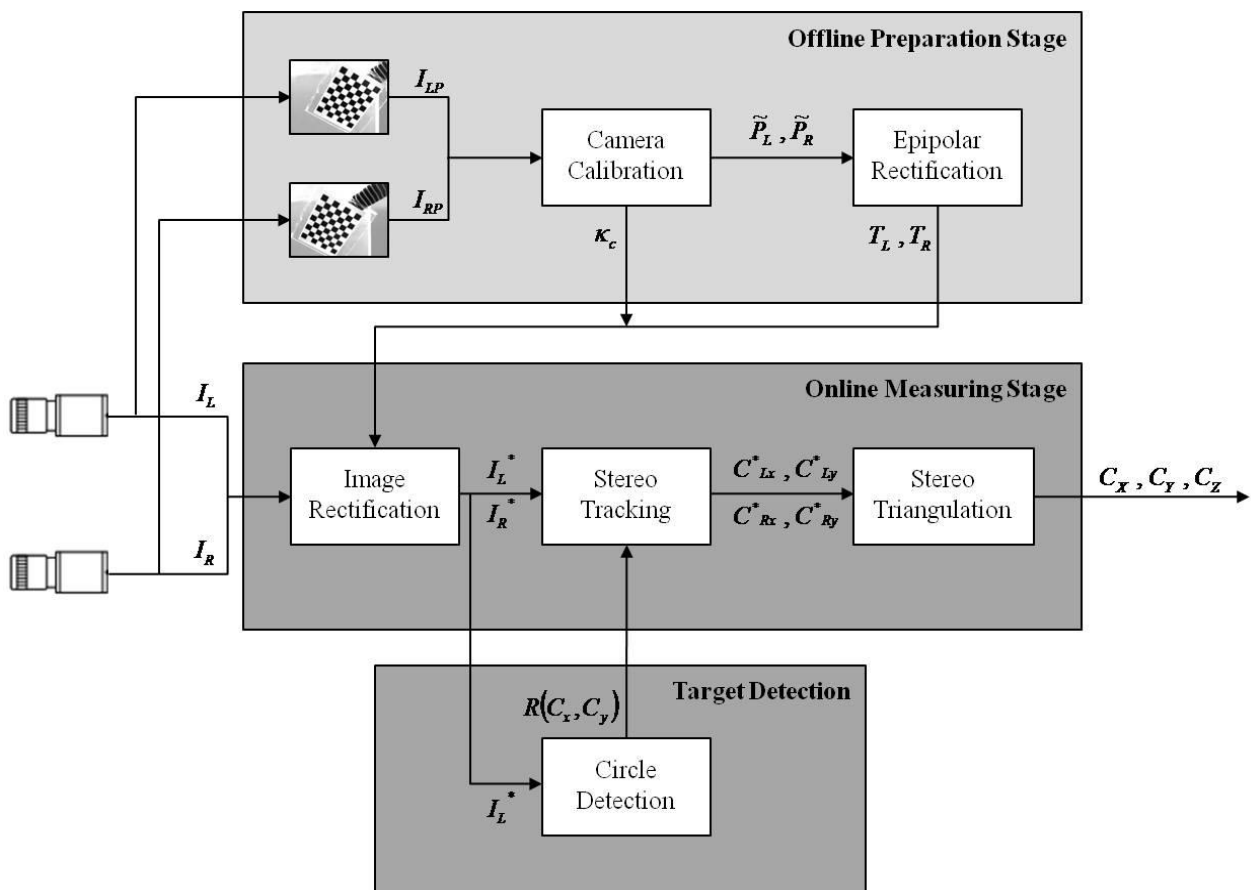 Offline Preparation Stage
I_LP
I_RP
Camera
Calibration
P̃_L , P̃_R
Epipolar
Rectification
κ_c
T_L , T_R
Online Measuring Stage
I_L
I_R
Image
Rectification
I_L^*
I_R^*
Stereo
Tracking
C^*_Lx , C^*_Ly
C^*_Rx , C^*_Ry
Stereo
Triangulation
C_X , C_Y , C_Z
Target Detection
R(C_x , C_y)
Circle
Detection
I_L^*